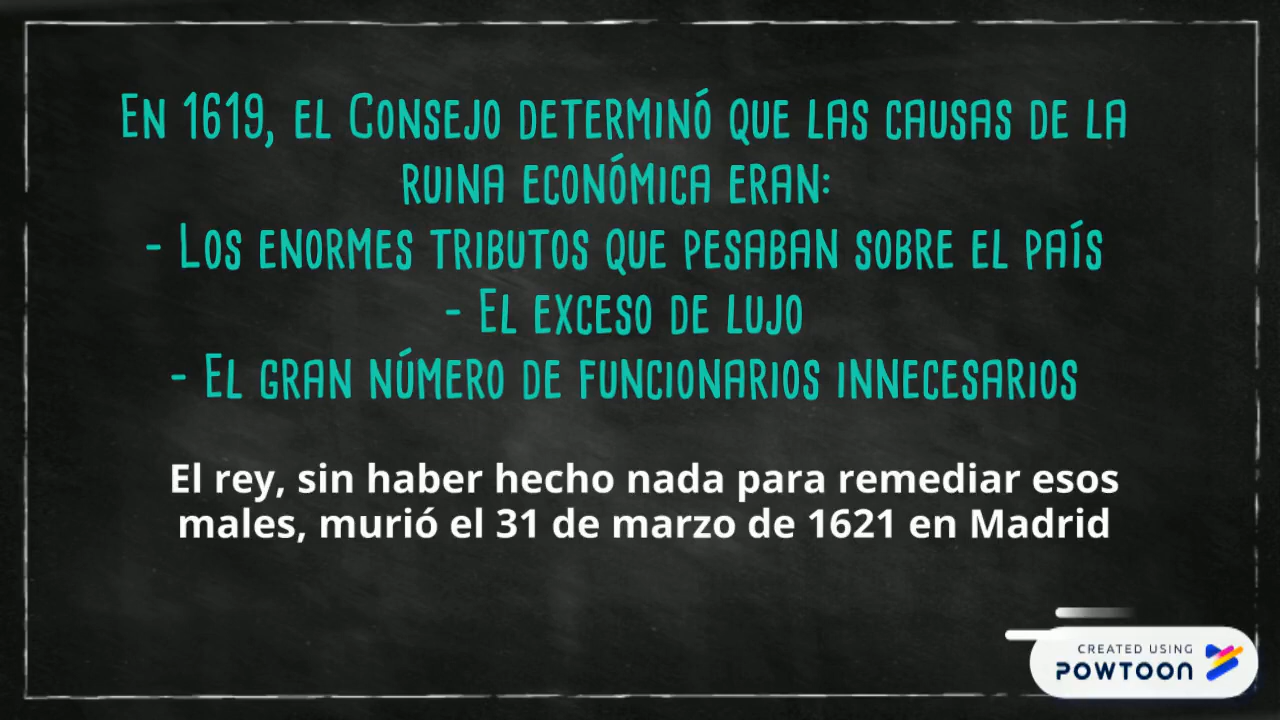 En 1619, el Consejo determinó que las causas de la
ruina económica eran:
- Los enormes tributos que pesaban sobre el país
- El exceso de lujo
- El gran número de funcionarios innecesarios
El rey, sin haber hecho nada para remediar esos
males, murió el 31 de marzo de 1621 en Madrid
CREATED USING
POWTOON